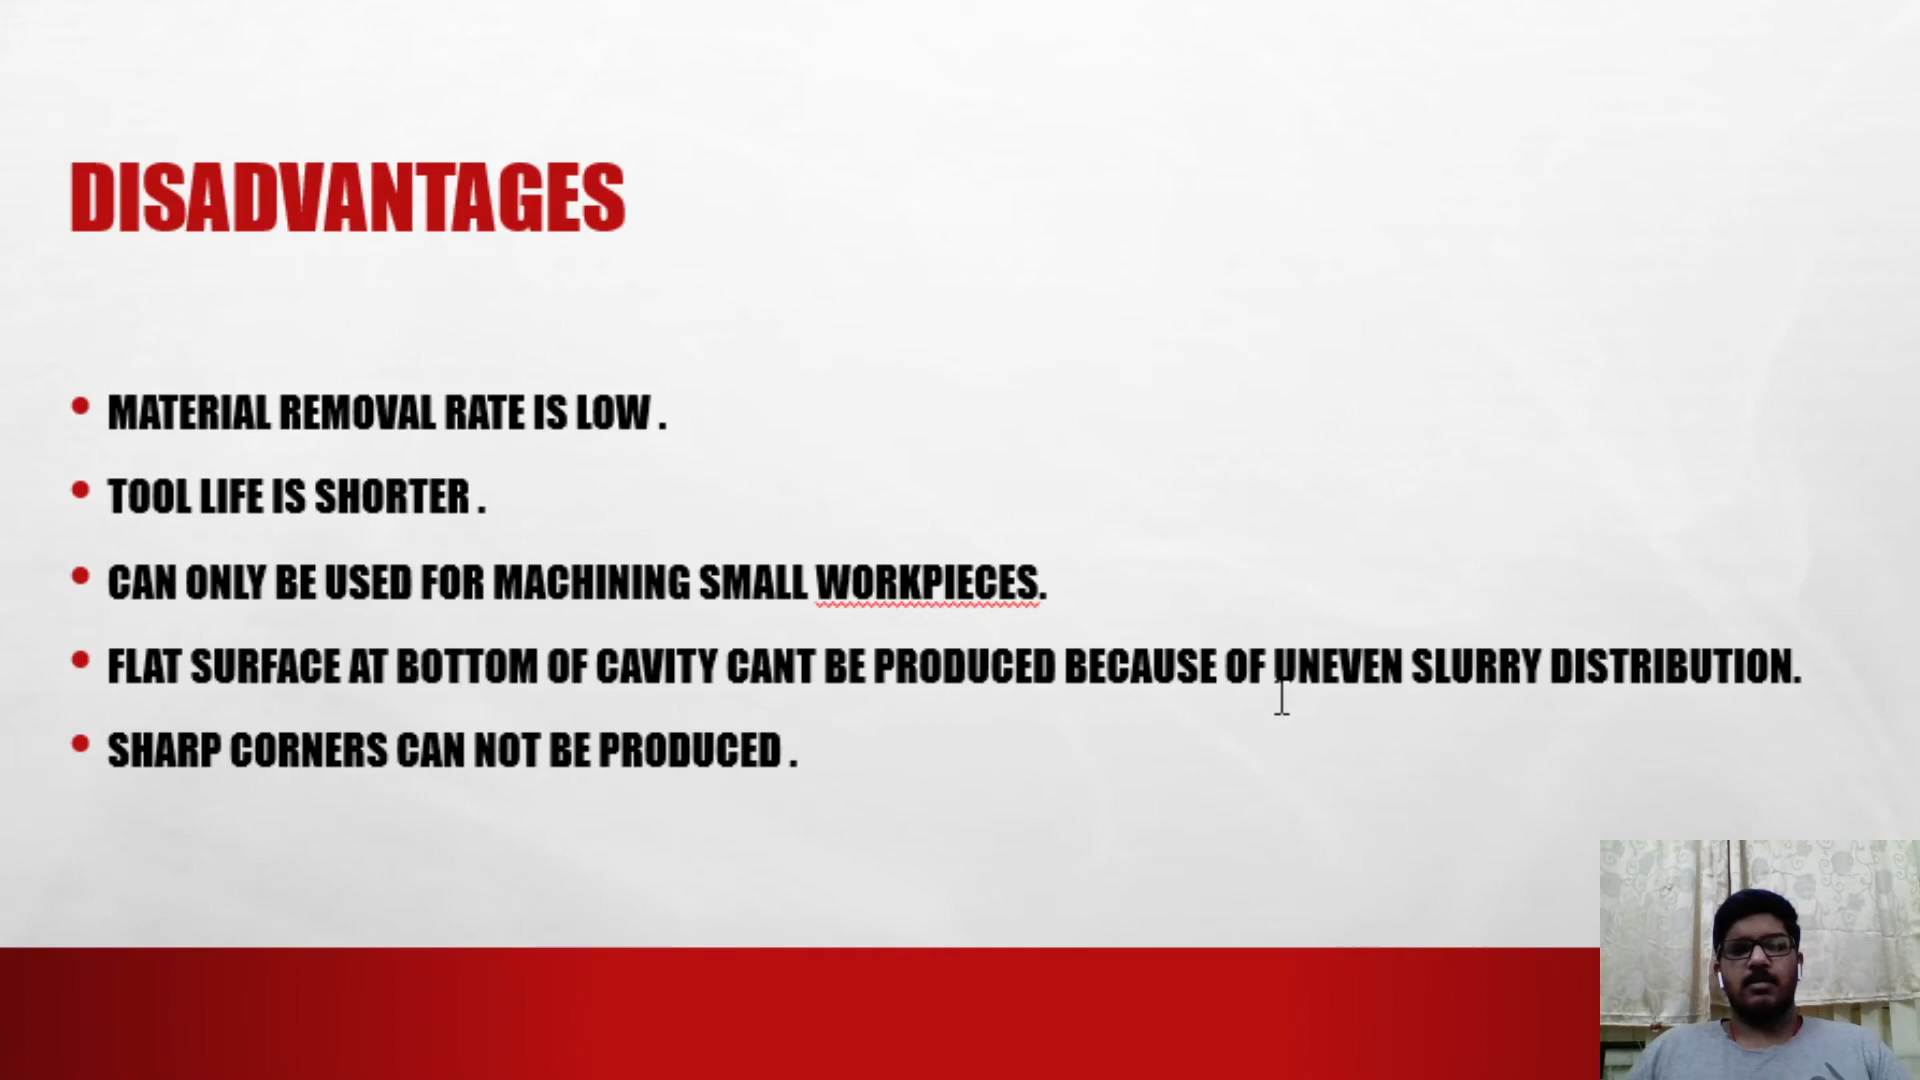 DISADVANTAGES
• MATERIAL REMOVAL RATE IS LOW .
• TOOL LIFE IS SHORTER .
• CAN ONLY BE USED FOR MACHINING SMALL WORKPIECES.
• FLAT SURFACE AT BOTTOM OF CAVITY CANT BE PRODUCED BECAUSE OF UNEVEN SLURRY DISTRIBUTION.
• SHARP CORNERS CAN NOT BE PRODUCED .